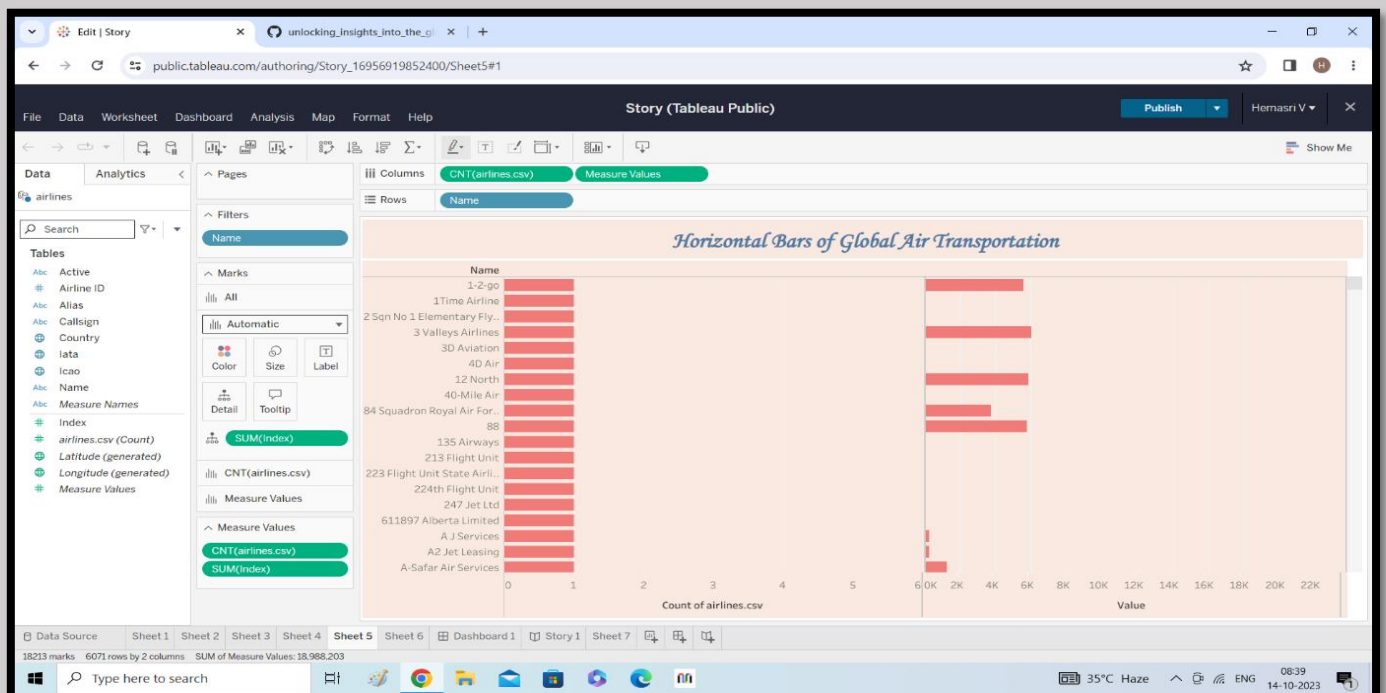 Edit | Story
unlocking_insights_into_the_g
public.tableau.com/authoring/Story_16956919852400/Sheet5#1
H
Story (Tableau Public)
File Data Worksheet Dashboard Analysis Map Format Help
Publish
Hemasri V
Show Me
Data Analytics
airlines
Search
Tables
Abc Active
# Airline ID
Abc Alias
Abc Callsign
Country
Iata
Icao
Abc Name
Abc Measure Names
# Index
# airlines.csv (Count)
Latitude (generated)
Longitude (generated)
# Measure Values
Pages
Filters
Name
Marks
All
Automatic
Color Size Label
Detail Tooltip
SUM(Index)
CNT(airlines.csv)
Measure Values
Measure Values
CNT(airlines.csv)
SUM(Index)
Columns CNT(airlines.csv) Measure Values
Rows Name
Horizontal Bars of Global Air Transportation
Name
1-2-go
1Time Airline
2 Sqn No 1 Elementary Fly..
3 Valleys Airlines
3D Aviation
4D Air
12 North
40-Mile Air
84 Squadron Royal Air For..
88
135 Airways
213 Flight Unit
223 Flight Unit State Airli..
224th Flight Unit
247 Jet Ltd
611897 Alberta Limited
A J Services
A2 Jet Leasing
A-Safar Air Services
0 1 2 3 4 5 6 0K 2K 4K 6K 8K 10K 12K 14K 16K 18K 20K 22K
Count of airlines.csv Value
Data Source Sheet 1 Sheet 2 Sheet 3 Sheet 4 Sheet 5 Sheet 6 Dashboard 1 Story 1 Sheet 7
18213 marks 6071 rows by 2 columns SUM of Measure Values: 18,988,203
Type here to search
35°C Haze ENG
08:39
14-10-2023